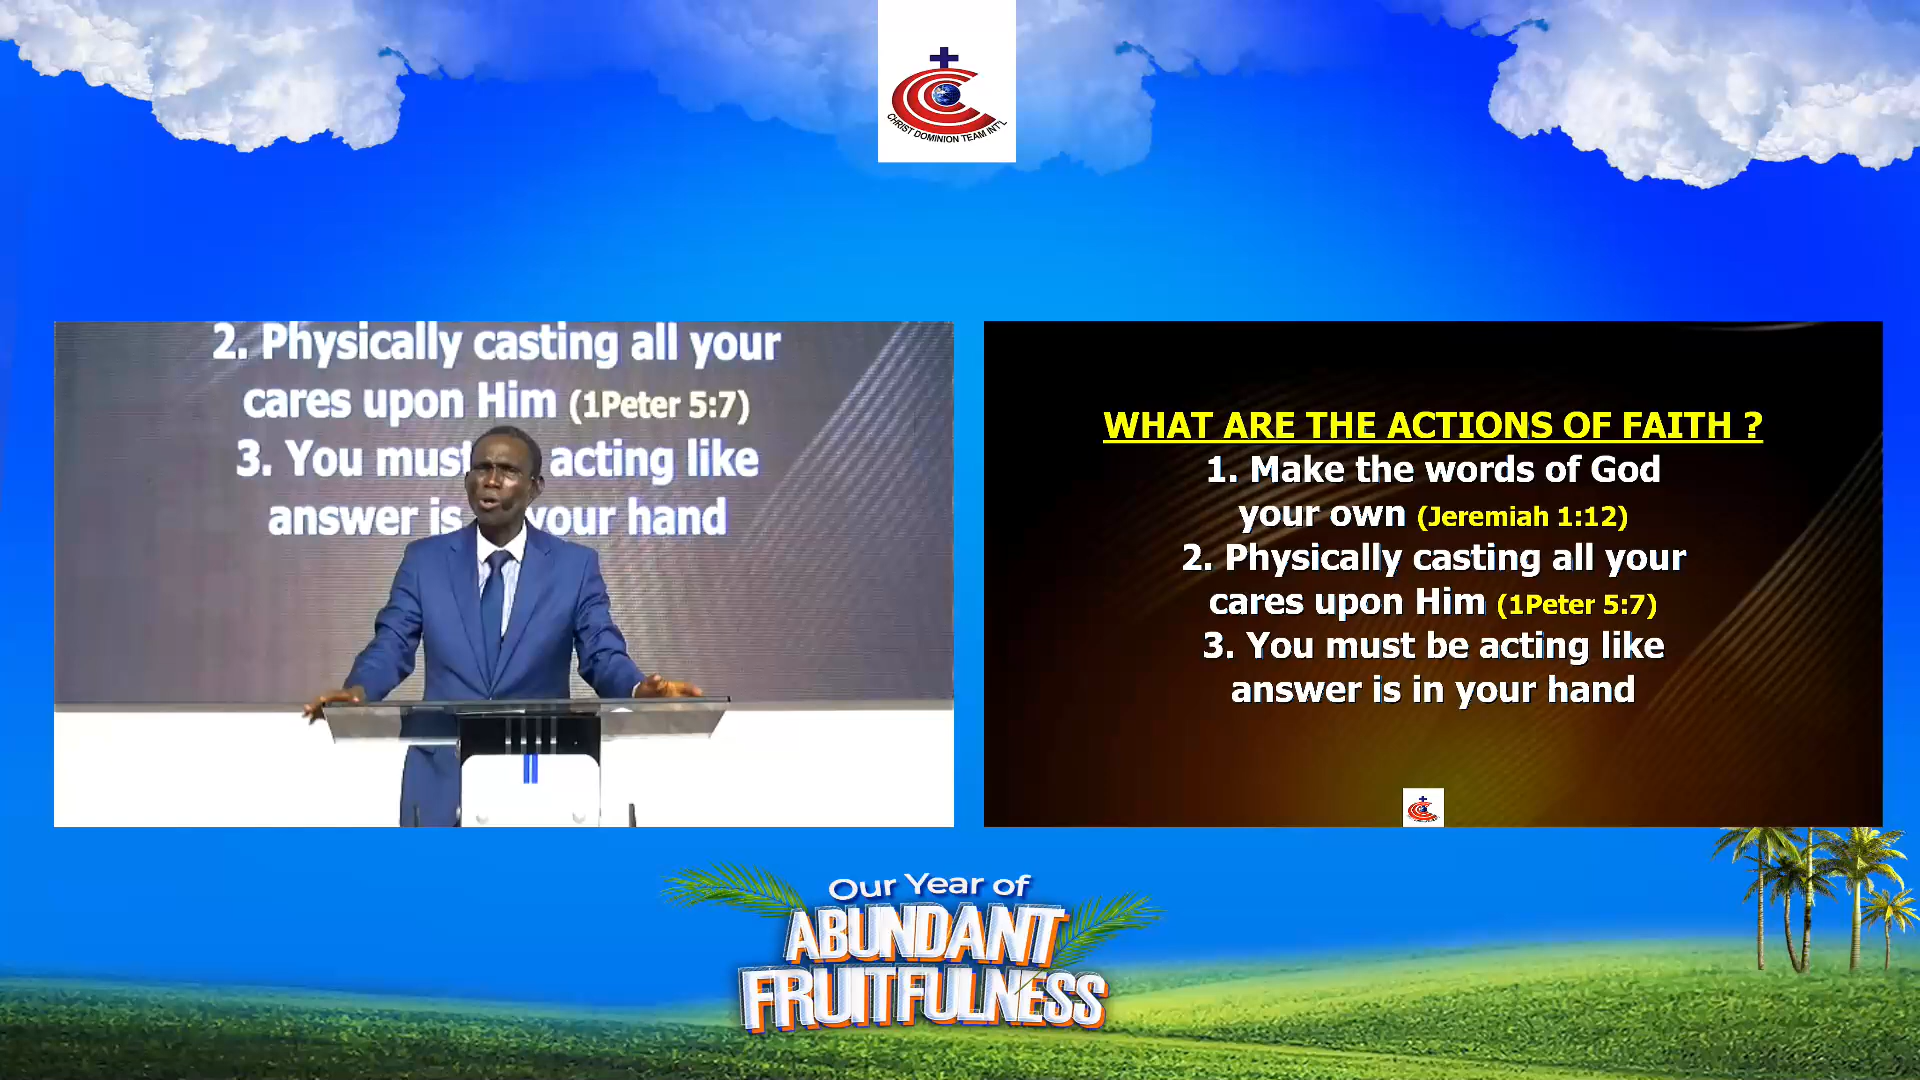 CHRIST DOMINION TEAM INT'L
2. Physically casting all your
cares upon Him (1Peter 5:7)
3. You must acting like
answer is your hand
WHAT ARE THE ACTIONS OF FAITH ?
1. Make the words of God
your own (Jeremiah 1:12)
2. Physically casting all your
cares upon Him (1Peter 5:7)
3. You must be acting like
answer is in your hand
Our Year of
ABUNDANT
FRUITFULNESS